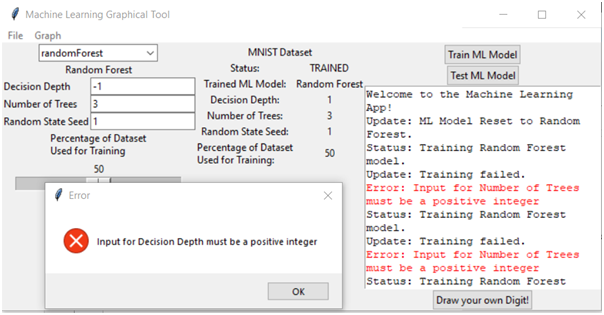 Machine Learning Graphical Tool
File Graph
randomForest
Random Forest
Decision Depth -1
Number of Trees 3
Random State Seed 1
Percentage of Dataset
Used for Training
50
MNIST Dataset
Status: TRAINED
Trained ML Model: Random Forest
Decision Depth: 1
Number of Trees: 3
Random State Seed: 1
Percentage of Dataset
Used for Training: 50
Train ML Model
Test ML Model
Welcome to the Machine Learning
App!
Update: ML Model Reset to Random
Forest.
Status: Training Random Forest
model.
Update: Training failed.
Error: Input for Number of Trees
must be a positive integer
Status: Training Random Forest
model.
Update: Training failed.
Error: Input for Number of Trees
must be a positive integer
Status: Training Random Forest
Draw your own Digit!
Error
Input for Decision Depth must be a positive integer
OK